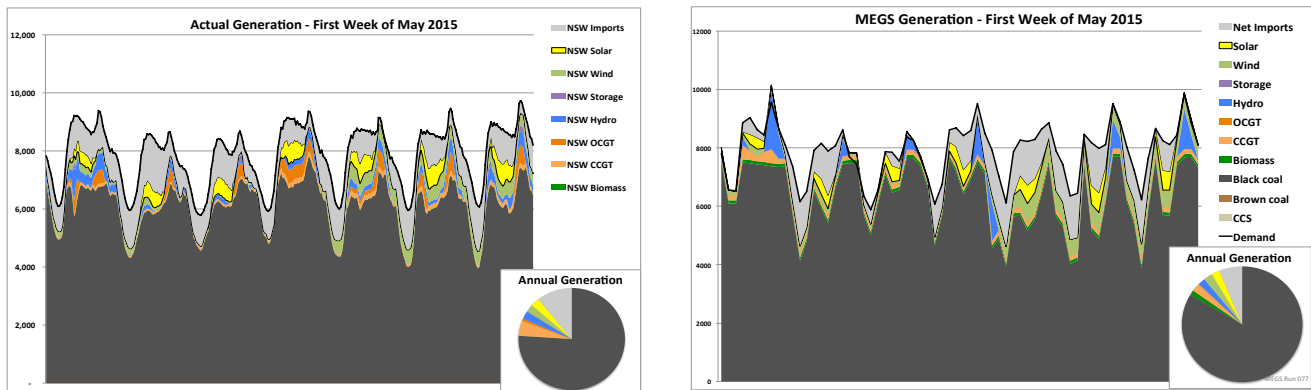 Actual Generation - First Week of May 2015
12,000
10,000
8,000
6,000
4,000
2,000
-
NSW Imports
NSW Solar
NSW Wind
NSW Storage
NSW Hydro
NSW OCGT
NSW CCGT
NSW Biomass
Annual Generation
MEGS Generation - First Week of May 2015
12000
10000
8000
6000
4000
2000
0
Net Imports
Solar
Wind
Storage
Hydro
OCGT
CCGT
Biomass
Black coal
Brown coal
CCS
Demand
Annual Generation
MEGS Run 077